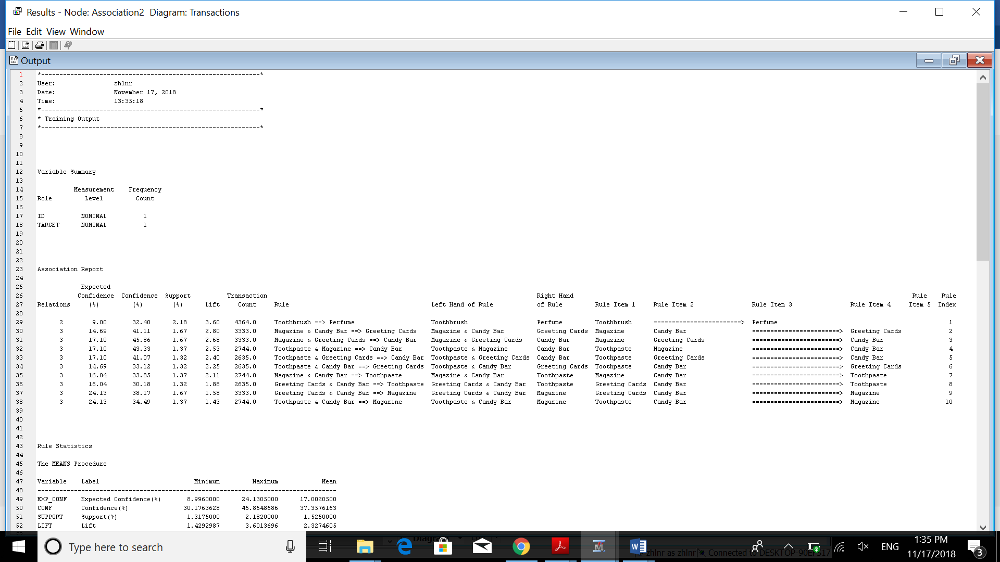 Results - Node: Association2  Diagram: Transactions
File Edit View Window
Output
1 *------------------------------------------------------------*
2 User: zhlnr
3 Date: November 17, 2018
4 Time: 13:35:18
5 *------------------------------------------------------------*
6 * Training Output
7 *------------------------------------------------------------*
8
9
10
11
12 Variable Summary
13
14 Measurement Frequency
15 Role Level Count
16
17 ID NOMINAL 1
18 TARGET NOMINAL 1
19
20
21
22
23 Association Report
24
25 Expected
26 Confidence Confidence Support Transaction Right Hand Rule Rule
27 Relations (%) (%) (%) Lift Count Rule Left Hand of Rule of Rule Rule Item 1 Rule Item 2 Rule Item 3 Rule Item 4 Item 5 Index
28
29 2 9.00 32.40 2.18 3.60 4364.0 Toothbrush ==> Perfume Toothbrush Perfume Toothbrush ========================> Perfume 1
30 3 14.69 41.11 1.67 2.80 3333.0 Magazine & Candy Bar ==> Greeting Cards Magazine & Candy Bar Greeting Cards Magazine Candy Bar ========================> Greeting Cards 2
31 3 17.10 45.86 1.67 2.68 3333.0 Magazine & Greeting Cards ==> Candy Bar Magazine & Greeting Cards Candy Bar Magazine Greeting Cards ========================> Candy Bar 3
32 3 17.10 43.33 1.37 2.53 2744.0 Toothpaste & Magazine ==> Candy Bar Toothpaste & Magazine Candy Bar Toothpaste Magazine ========================> Candy Bar 4
33 3 17.10 41.07 1.32 2.40 2635.0 Toothpaste & Greeting Cards ==> Candy Bar Toothpaste & Greeting Cards Candy Bar Toothpaste Greeting Cards ========================> Candy Bar 5
34 3 14.69 33.12 1.32 2.25 2635.0 Toothpaste & Candy Bar ==> Greeting Cards Toothpaste & Candy Bar Greeting Cards Toothpaste Candy Bar ========================> Greeting Cards 6
35 3 16.04 33.85 1.37 2.11 2744.0 Magazine & Candy Bar ==> Toothpaste Magazine & Candy Bar Toothpaste Magazine Candy Bar ========================> Toothpaste 7
36 3 16.04 30.18 1.32 1.88 2635.0 Greeting Cards & Candy Bar ==> Toothpaste Greeting Cards & Candy Bar Toothpaste Greeting Cards Candy Bar ========================> Toothpaste 8
37 3 24.13 38.17 1.67 1.58 3333.0 Greeting Cards & Candy Bar ==> Magazine Greeting Cards & Candy Bar Magazine Greeting Cards Candy Bar ========================> Magazine 9
38 3 24.13 34.49 1.37 1.43 2744.0 Toothpaste & Candy Bar ==> Magazine Toothpaste & Candy Bar Magazine Toothpaste Candy Bar ========================> Magazine 10
39
40
41
42
43 Rule Statistics
44
45 The MEANS Procedure
46
47 Variable Label Minimum Maximum Mean
48 ----------------------------------------------------------------------------------
49 EXP_CONF Expected Confidence(%) 8.9960000 24.1305000 17.0020500
50 CONF Confidence(%) 30.1763628 45.8648686 37.3576163
51 SUPPORT Support(%) 1.3175000 2.1820000 1.5250000
52 LIFT Lift 1.4292987 3.6013696 2.3274605
Type here to search
zhlnr as zhlnr Connected to
ENG
1:35 PM
11/17/2018
3